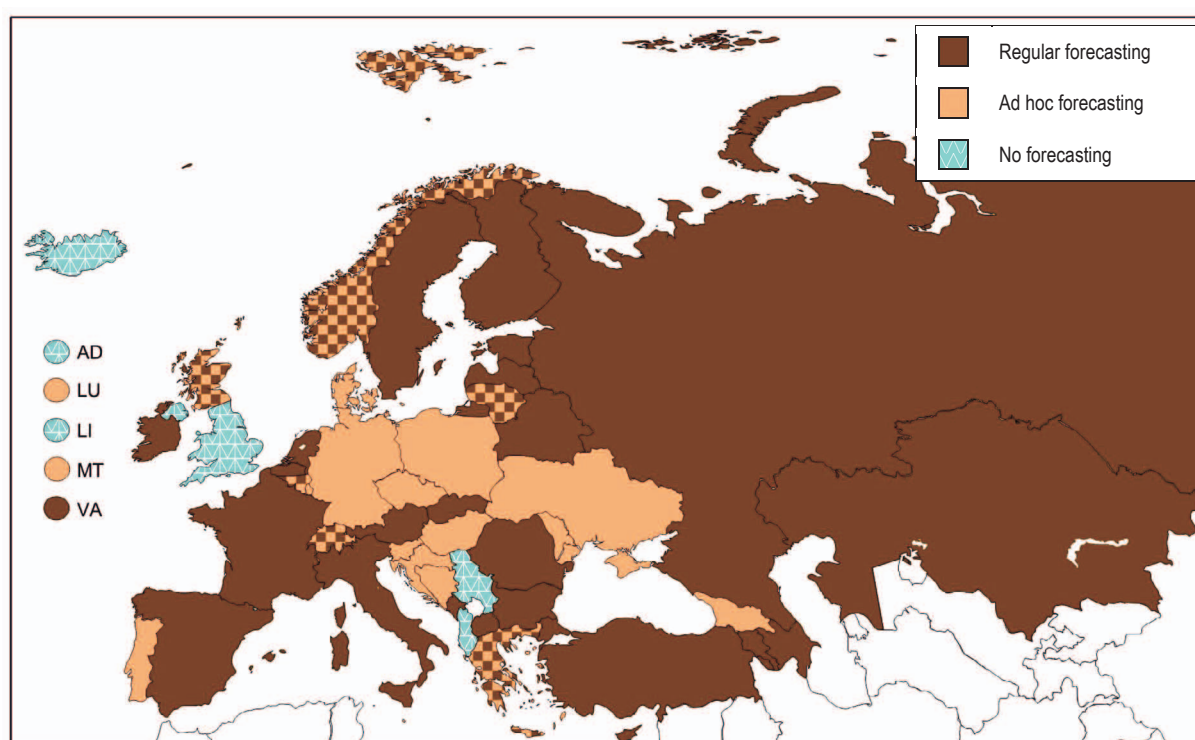 Regular forecasting
Ad hoc forecasting
No forecasting
AD
LU
LI
MT
VA